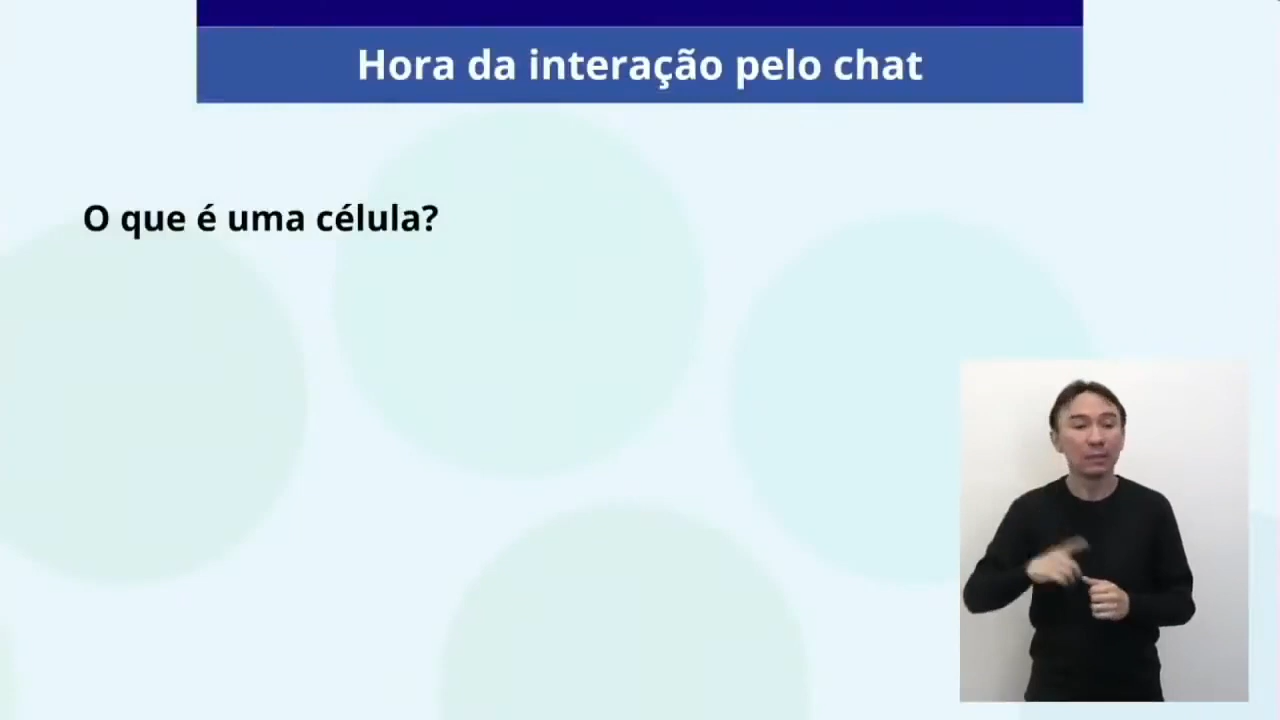 Hora da interação pelo chat
O que é uma célula?